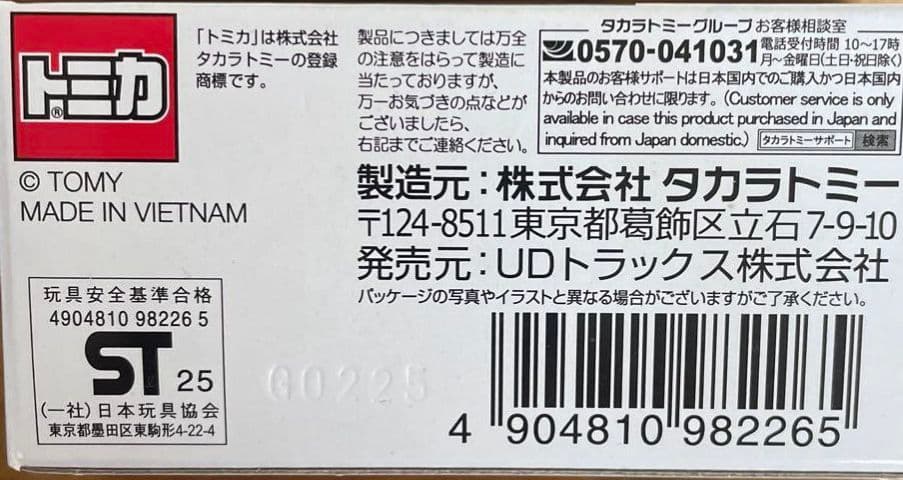 トミカ®
「トミカ」は株式会社
タカラトミーの登録
商標です。
製品につきましては万全
の注意をはらって製造に
当たっておりますが、
万一お気づきの点などが
ございましたら、
右記までご連絡ください。
タカラトミーグループお客様相談室
0570-041031 電話受付時間 10〜17時
月〜金曜日(土日・祝日除く)
本製品のお客様サポートは日本国内でのご購入かつ日本国内
からのお問い合わせに限ります。(Customer service is only
available in case this product purchased in Japan and
inquired from Japan domestic.) タカラトミーサポート 検索
© TOMY
MADE IN VIETNAM
製造元:株式会社 タカラトミー
〒124-8511東京都葛飾区立石7-9-10
発売元:UDトラックス株式会社
パッケージの写真やイラストと異なる場合がございますがご了承ください。
玩具安全基準合格
4904810 98226 5
ST 25
(一社)日本玩具協会
東京都墨田区東駒形4-22-4
G0225
4 904810 982265